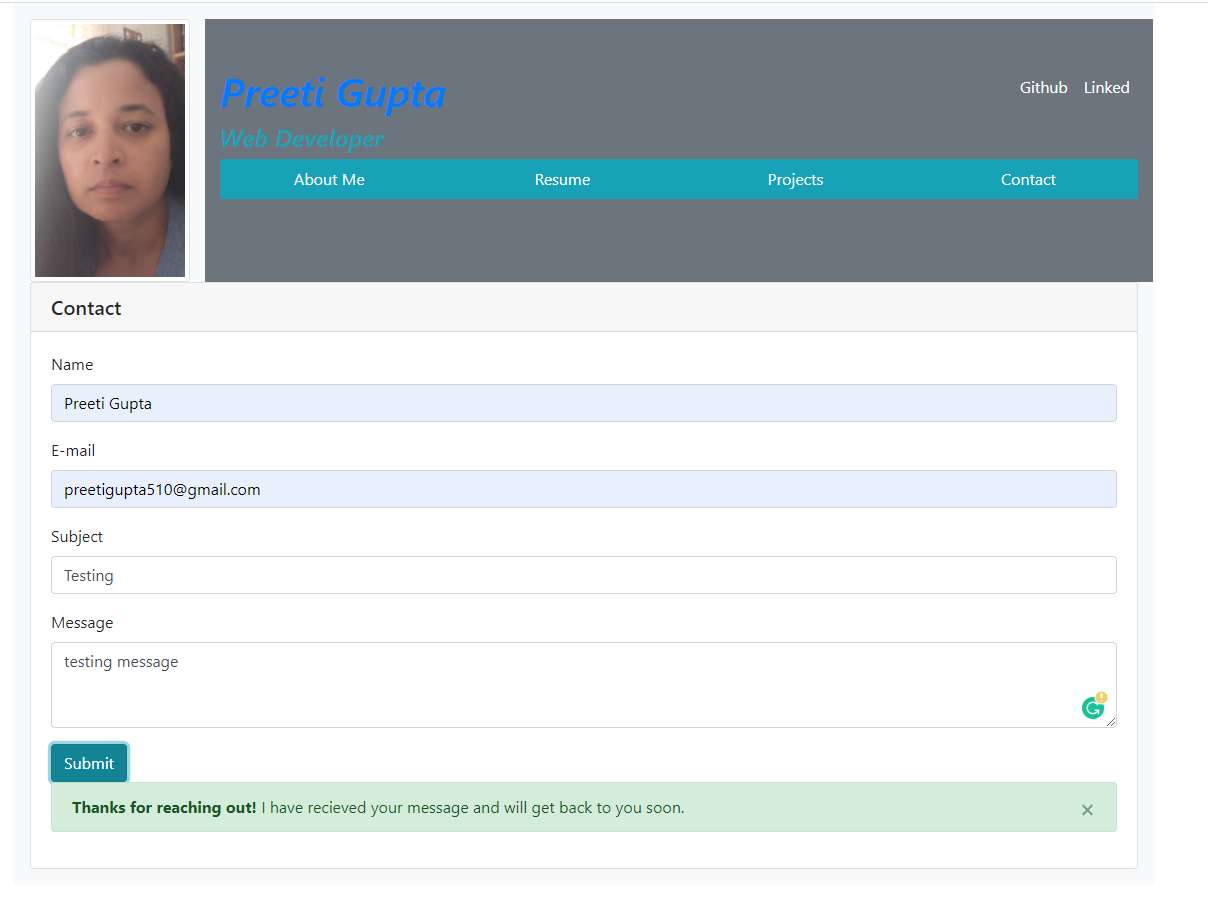 Preeti Gupta
Github Linked
Web Developer
About Me Resume Projects Contact
Contact
Name
Preeti Gupta
E-mail
preetigupta510@gmail.com
Subject
Testing
Message
testing message
Submit
Thanks for reaching out! I have recieved your message and will get back to you soon. ×